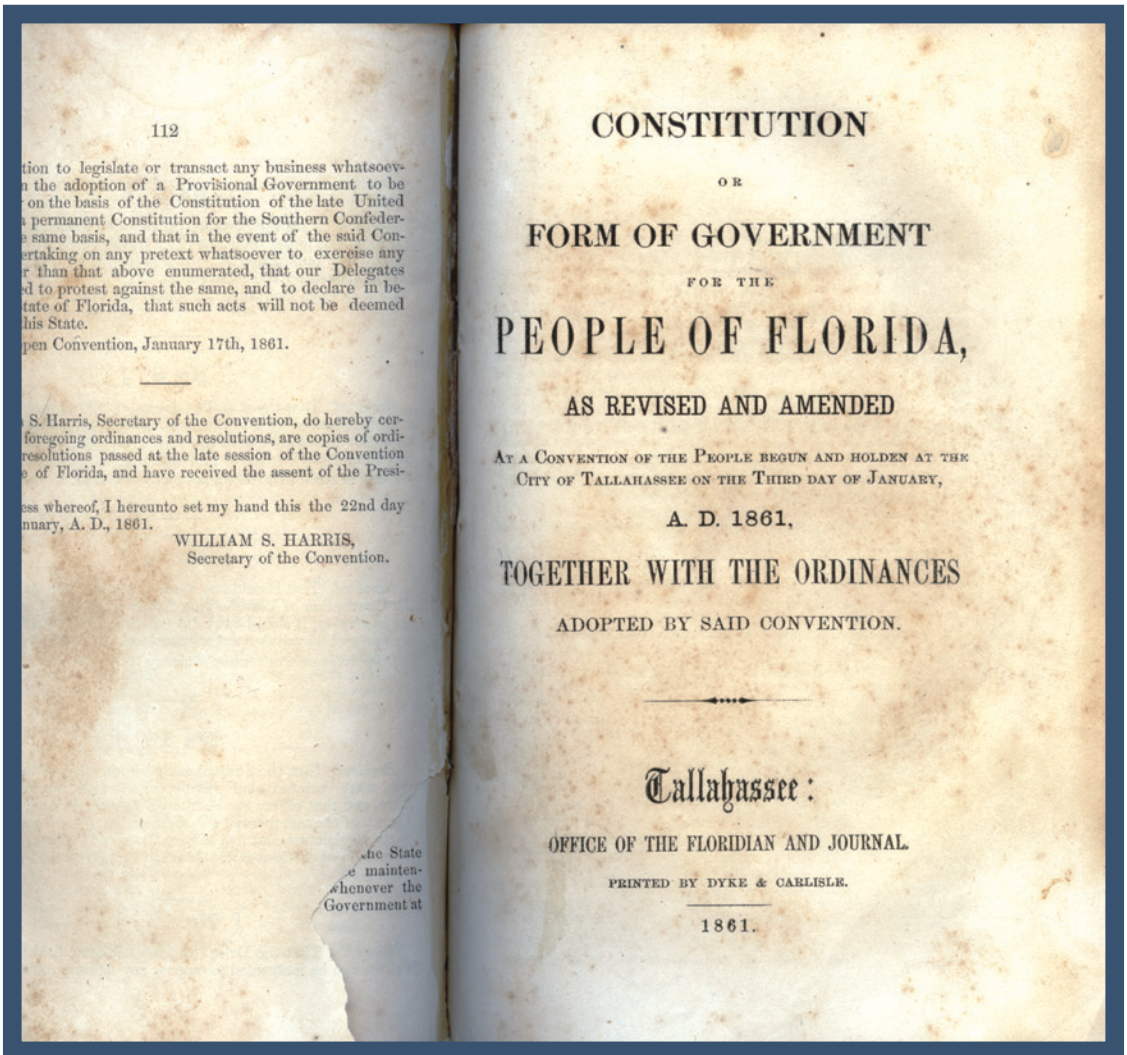 112
tion to legislate or transact any business whatsoev-
the adoption of a Provisional Government to be
on the basis of the Constitution of the late United
permanent Constitution for the Southern Confeder-
same basis, and that in the event of the said Con-
ertaking on any pretext whatsoever to exercise any
r than that above enumerated, that our Delegates
d to protest against the same, and to declare in be-
tate of Florida, that such acts will not be deemed
his State.
pen Convention, January 17th, 1861.
S. Harris, Secretary of the Convention, do hereby cer-
foregoing ordinances and resolutions, are copies of ordi-
resolutions passed at the late session of the Convention
e of Florida, and have received the assent of the Presi-
ess whereof, I hereunto set my hand this the 22nd day
nuary, A. D., 1861.
WILLIAM S. HARRIS,
Secretary of the Convention.
the State
e mainten-
whenever the
Government at
CONSTITUTION
OR
FORM OF GOVERNMENT
FOR THE
PEOPLE OF FLORIDA,
AS REVISED AND AMENDED
AT A CONVENTION OF THE PEOPLE BEGUN AND HOLDEN AT THE
CITY OF TALLAHASSEE ON THE THIRD DAY OF JANUARY,
A. D. 1861,
TOGETHER WITH THE ORDINANCES
ADOPTED BY SAID CONVENTION.
Tallahassee:
OFFICE OF THE FLORIDIAN AND JOURNAL.
PRINTED BY DYKE & CARLISLE.
1861.